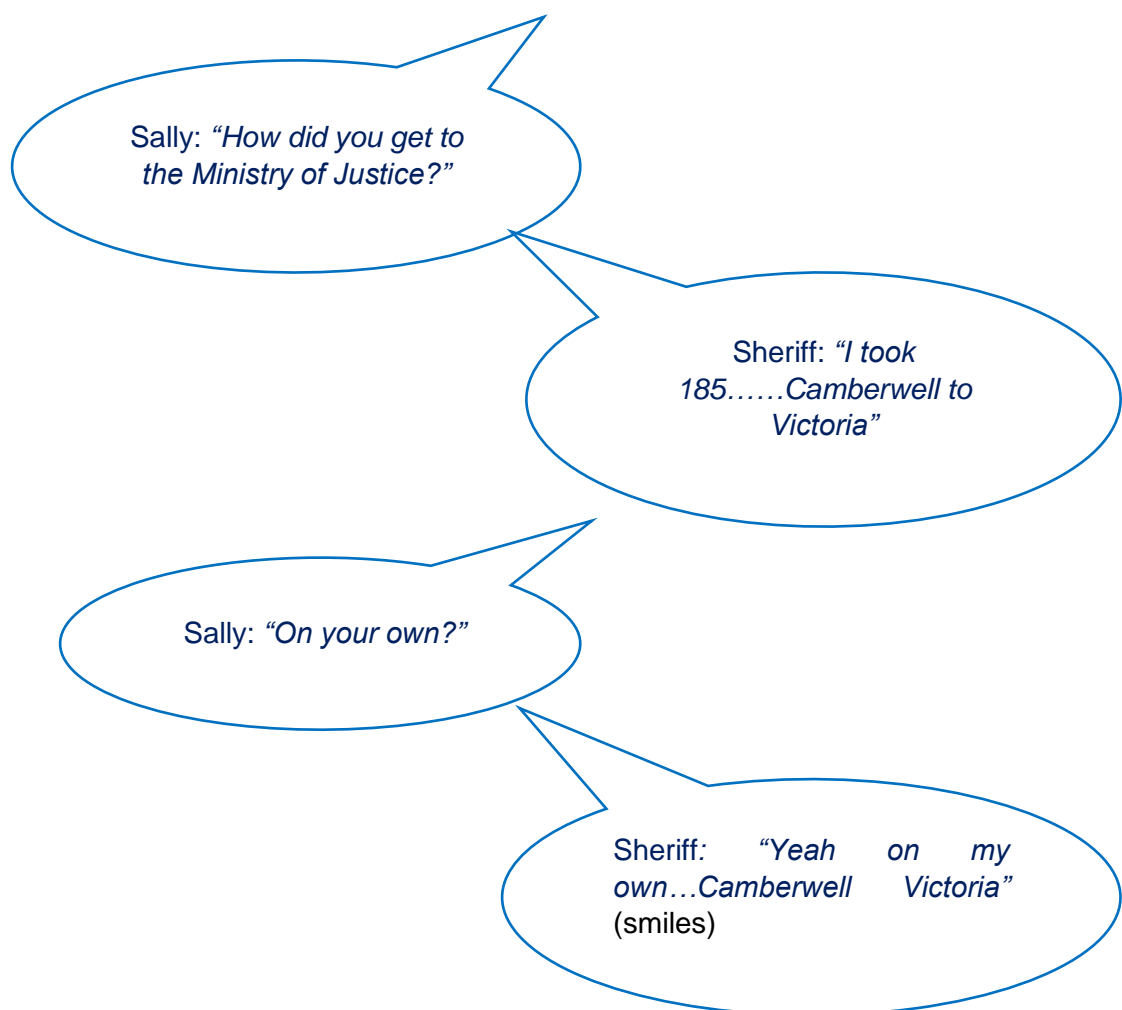 Sally: “How did you get to
the Ministry of Justice?”
Sheriff: “I took
185……Camberwell to
Victoria”
Sally: “On your own?”
Sheriff: “Yeah on my
own…Camberwell Victoria”
(smiles)